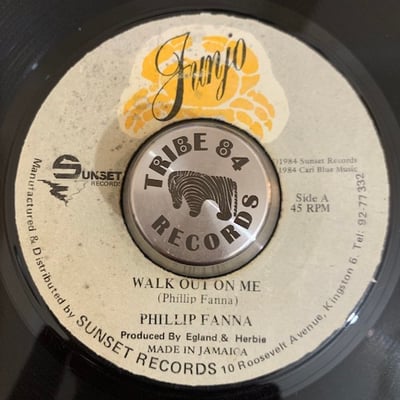 Junjo
SUNSET
RECORDS
TRIBE 84
RECORDS
1984 Sunset Records
1984 Cari Blue Music
Side A
45 RPM
WALK OUT ON ME
(Phillip Fanna)
PHILLIP FANNA
Produced By Egland & Herbie
MADE IN JAMAICA
Manufactured & Distributed by SUNSET RECORDS 10 Roosevelt Avenue, Kingston 6. Tel: 92-77332